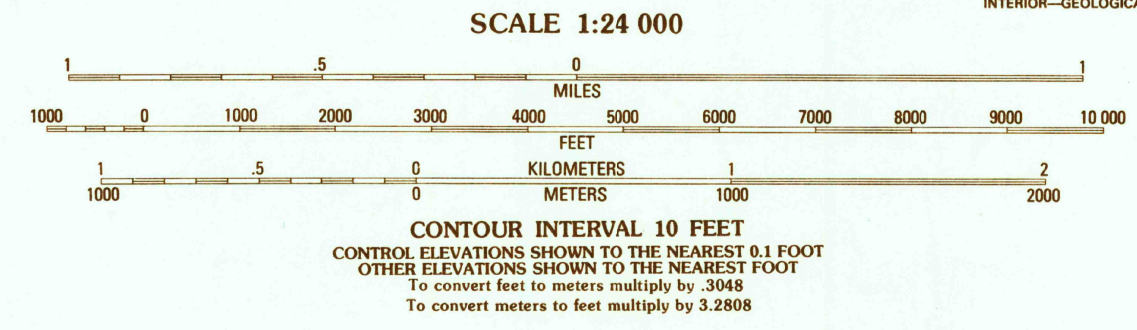 INTERIOR—GEOLOGICA
SCALE 1:24 000
1 .5 0 1
MILES
1000 0 1000 2000 3000 4000 5000 6000 7000 8000 9000 10 000
FEET
1 .5 0 KILOMETERS 1 2
1000 0 METERS 1000 2000
CONTOUR INTERVAL 10 FEET
CONTROL ELEVATIONS SHOWN TO THE NEAREST 0.1 FOOT
OTHER ELEVATIONS SHOWN TO THE NEAREST FOOT
To convert feet to meters multiply by .3048
To convert meters to feet multiply by 3.2808